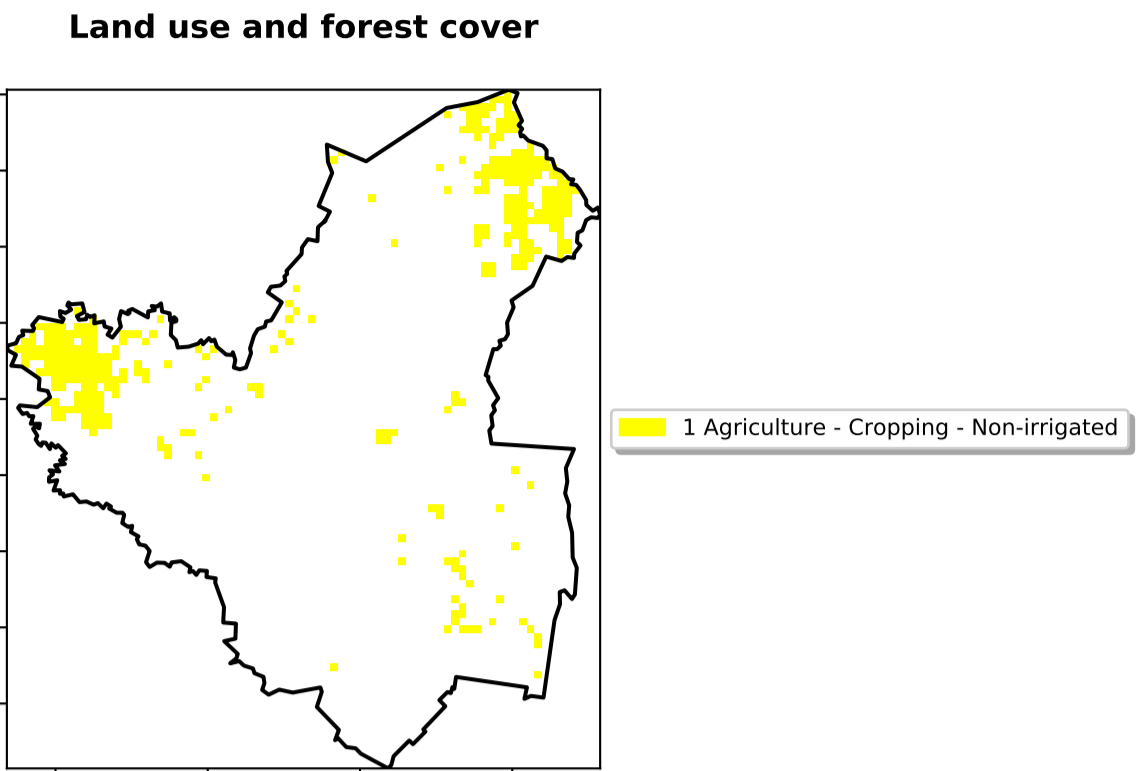 Land use and forest cover
1 Agriculture - Cropping - Non-irrigated